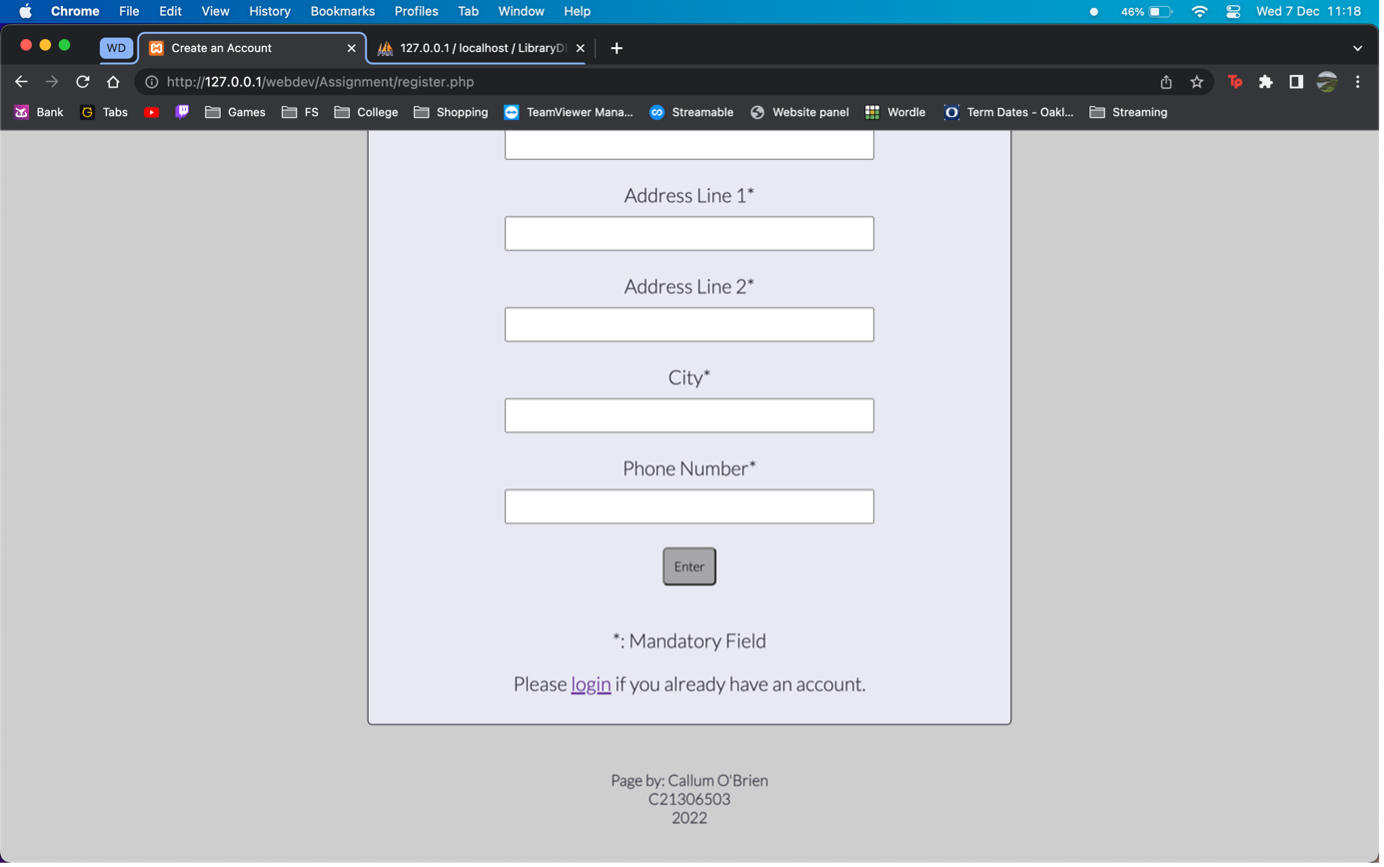 Chrome File Edit View History Bookmarks Profiles Tab Window Help 46% Wed 7 Dec 11:18
WD Create an Account 127.0.0.1 / localhost / LibraryD
http://127.0.0.1/webdev/Assignment/register.php Tp
Bank G Tabs Games FS College Shopping TeamViewer Mana... Streamable Website panel Wordle Term Dates - Oakl... Streaming
Address Line 1*
Address Line 2*
City*
Phone Number*
Enter
*: Mandatory Field
Please login if you already have an account.
Page by: Callum O'Brien
C21306503
2022